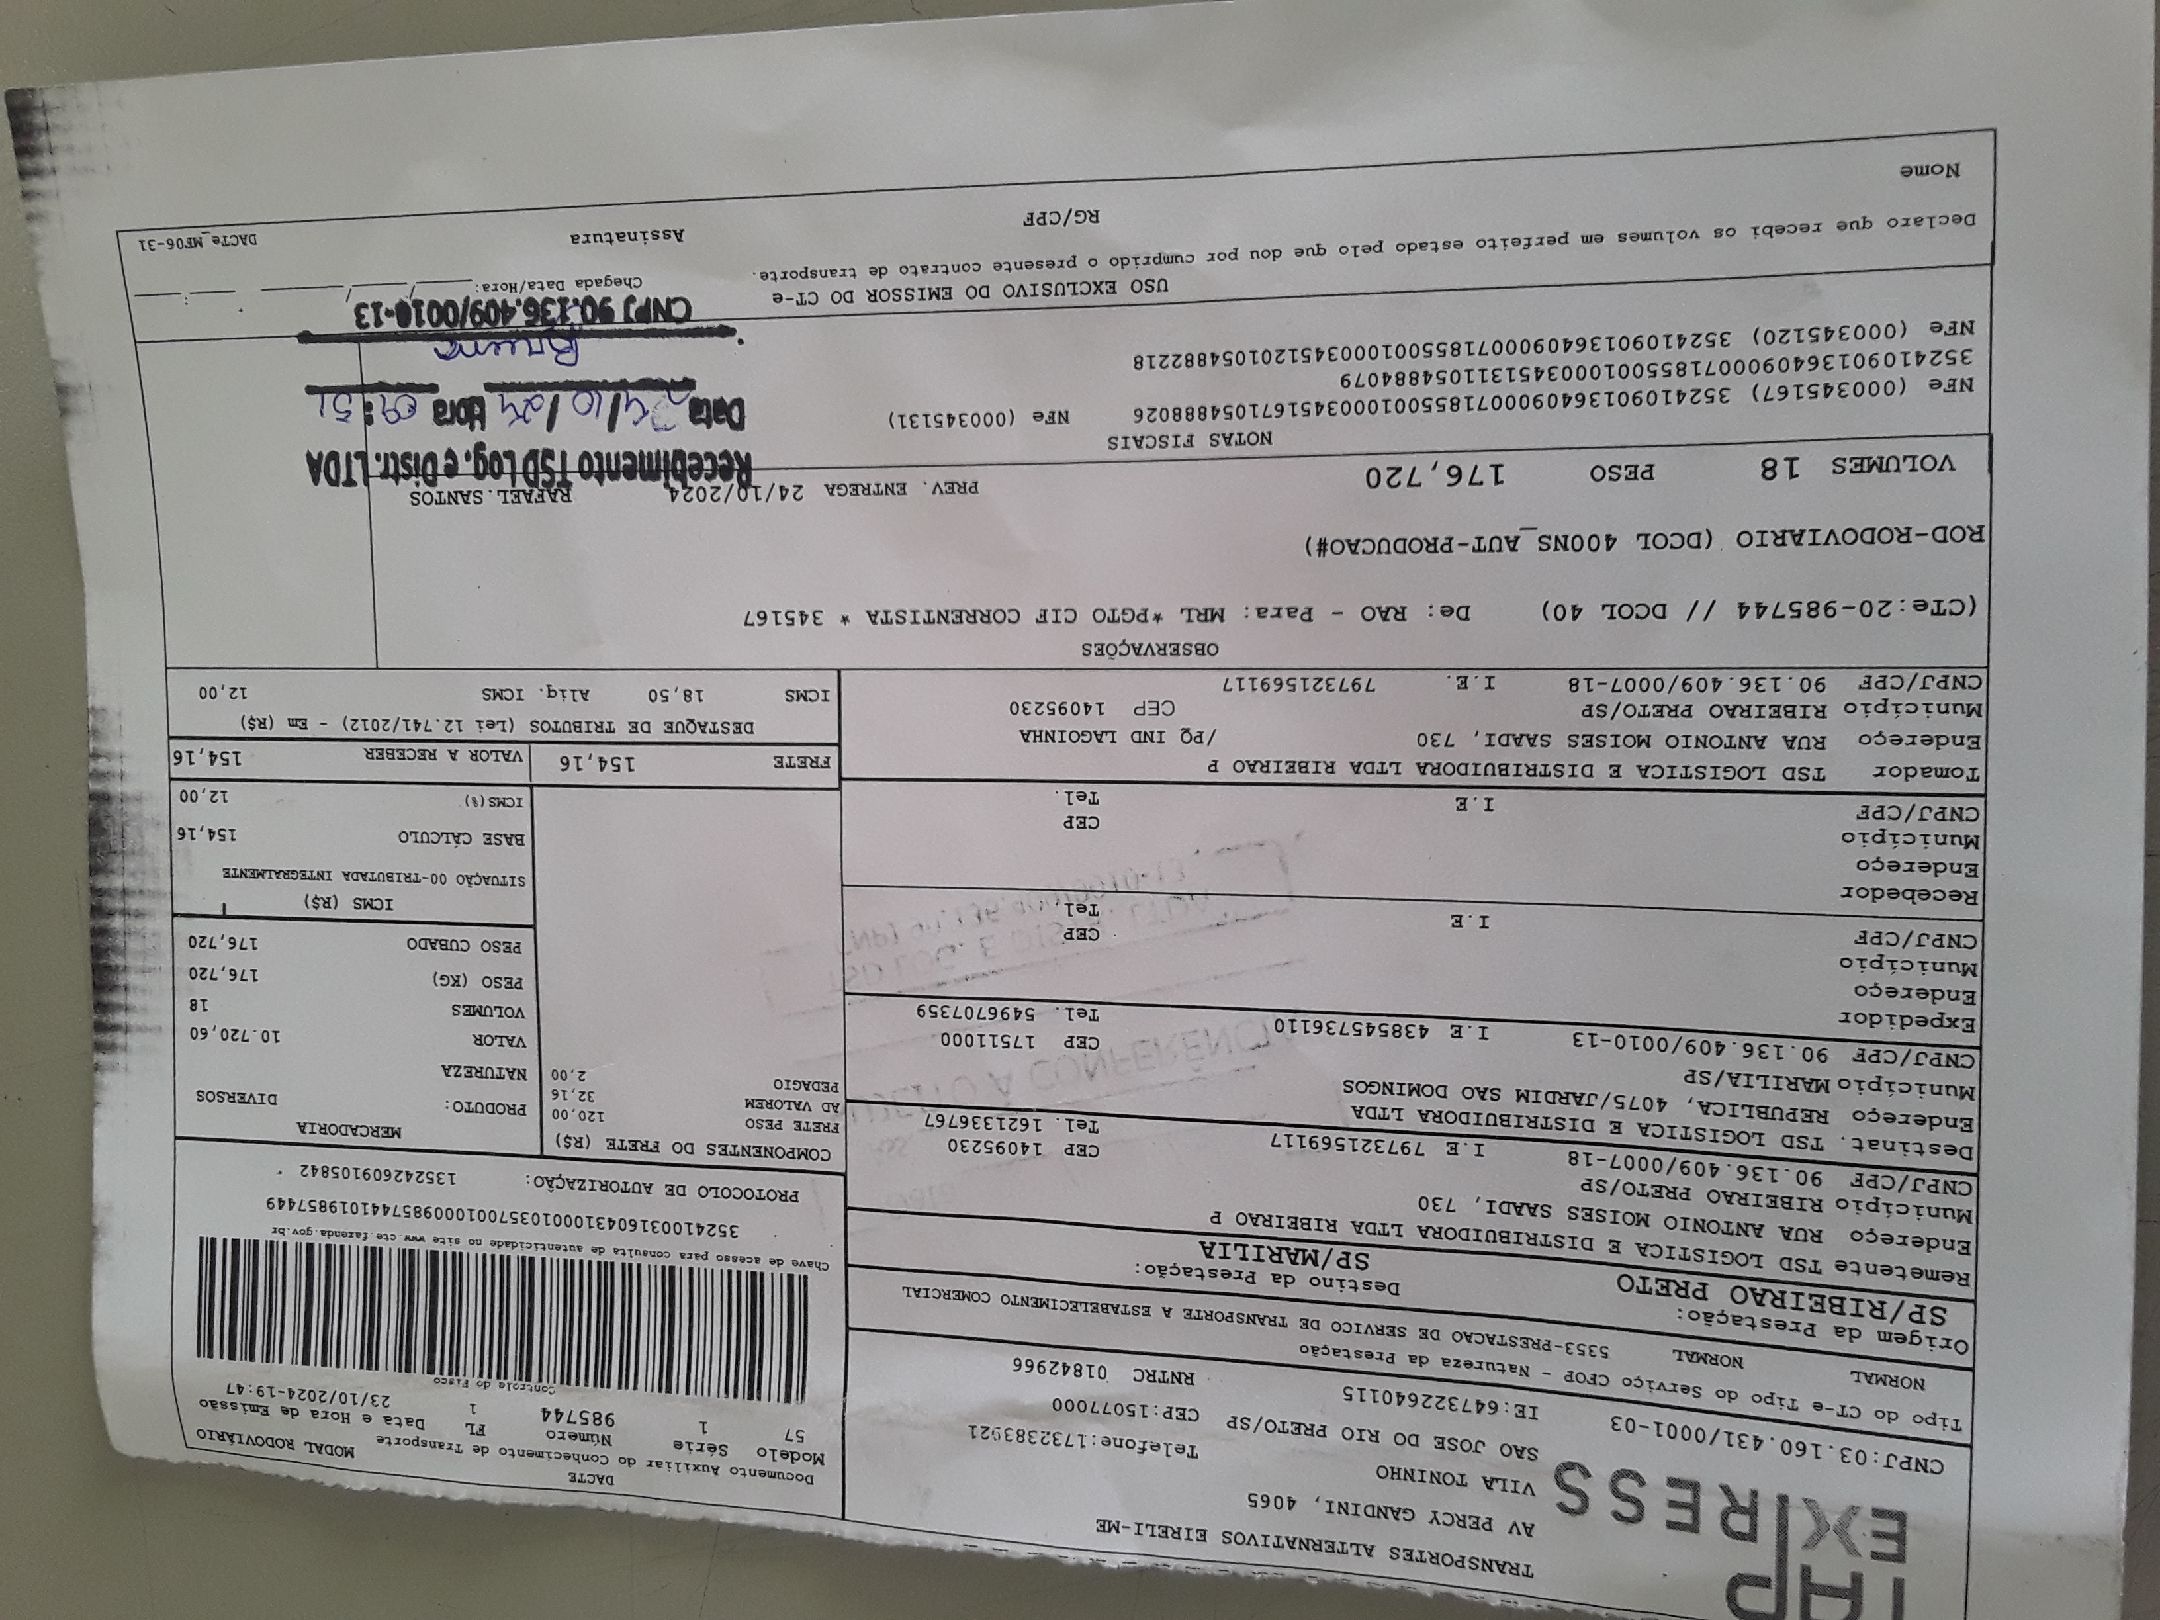 TAP
EXPRESS
TRANSPORTES ALTERNATIVOS EIRELI-ME
AV PERCY GANDINI, 4065
VILA TONINHO Telefone:1732383921
SAO JOSE DO RIO PRETO/SP CEP:15077000
CNPJ:03.160.431/0001-03 IE:647322640115 RNTRC 01842966
DACTE
Documento Auxiliar do Conhecimento de Transporte MODAL RODOVIÁRIO
Modelo Série Número FL Data e Hora de Emissão
57 1 985744 1 23/10/2024-19:47
Controle do Fisco
Tipo do CT-e Tipo do Serviço CFOP - Natureza da Prestação
NORMAL NORMAL 5353-PRESTACAO DE SERVICO DE TRANSPORTE A ESTABELECIMENTO COMERCIAL
Origem da Prestação: Destino da Prestação:
SP/RIBEIRAO PRETO SP/MARILIA
Chave de acesso para consulta de autenticidade no site www.cte.fazenda.gov.br
35241003160431000103570010009857441019857449
PROTOCOLO DE AUTORIZAÇÃO: 135242609105842
Remetente TSD LOGISTICA E DISTRIBUIDORA LTDA RIBEIRAO P
Endereço RUA ANTONIO MOISES SAADI, 730
Município RIBEIRAO PRETO/SP CEP 14095230
CNPJ/CPF 90.136.409/0007-18 I.E 797321569117 Tel. 1621336767
Destinat. TSD LOGISTICA E DISTRIBUIDORA LTDA
Endereço REPUBLICA, 4075/JARDIM SAO DOMINGOS
Município MARILIA/SP CEP 17511000
CNPJ/CPF 90.136.409/0010-13 I.E 438545736110 Tel. 5496707359
Expedidor
Endereço
Município CEP
CNPJ/CPF I.E Tel.
Recebedor
Endereço
Município CEP
CNPJ/CPF I.E Tel.
Tomador TSD LOGISTICA E DISTRIBUIDORA LTDA RIBEIRAO P
Endereço RUA ANTONIO MOISES SAADI, 730 /PQ IND LAGOINHA
Município RIBEIRAO PRETO/SP CEP 14095230
CNPJ/CPF 90.136.409/0007-18 I.E. 797321569117
COMPONENTES DO FRETE (R$)
FRETE PESO 120,00
AD VALOREM 32,16
PEDAGIO 2,00
MERCADORIA
PRODUTO: DIVERSOS
NATUREZA
VALOR 10.720,60
VOLUMES 18
PESO (KG) 176,720
PESO CUBADO 176,720
ICMS (R$)
SITUAÇÃO 00-TRIBUTADA INTEGRALMENTE
BASE CÁLCULO 154,16
ICMS(%) 12,00
FRETE 154,16 VALOR A RECEBER 154,16
DESTAQUE DE TRIBUTOS (Lei 12.741/2012) - Em (R$)
ICMS 18,50 Aliq. ICMS 12,00
OBSERVAÇÕES
(CTe:20-985744 // DCOL 40) De: RAO - Para: MRL *PGTO CIF CORRENTISTA * 345167
ROD-RODOVIARIO (DCOL 400NS_AUT-PRODUCAO#)
VOLUMES 18 PESO 176,720 PREV. ENTREGA 24/10/2024 RAFAEL.SANTOS
NOTAS FISCAIS
NFe (000345167) 35241090136409000718550010003451671054888026 NFe (000345131)
35241090136409000718550010003451311054884079
NFe (000345120) 35241090136409000718550010003451201054882218
Recebimento TSD Log. e Distr. LTDA
Data 24/10/24 Hora 09:51
Bruna
CNPJ 90.136.409/0010-13
USO EXCLUSIVO DO EMISSOR DO CT-e Chegada Data/Hora: / / :
Declaro que recebi os volumes em perfeito estado pelo que dou por cumprido o presente contrato de transporte.
Nome RG/CPF Assinatura DACTe_MF06-31
A CONFERÊNCIA
TSD LOG. E DIST. LTDA